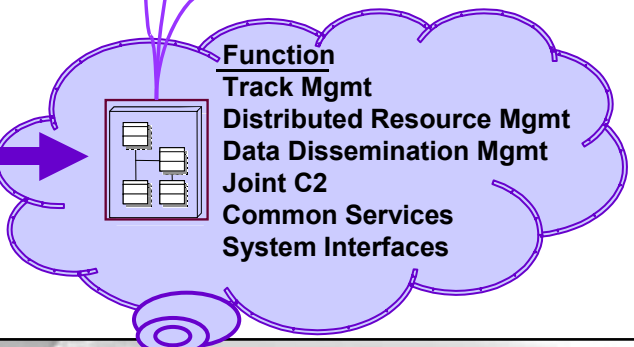 Function
Track Mgmt
Distributed Resource Mgmt
Data Dissemination Mgmt
Joint C2
Common Services
System Interfaces